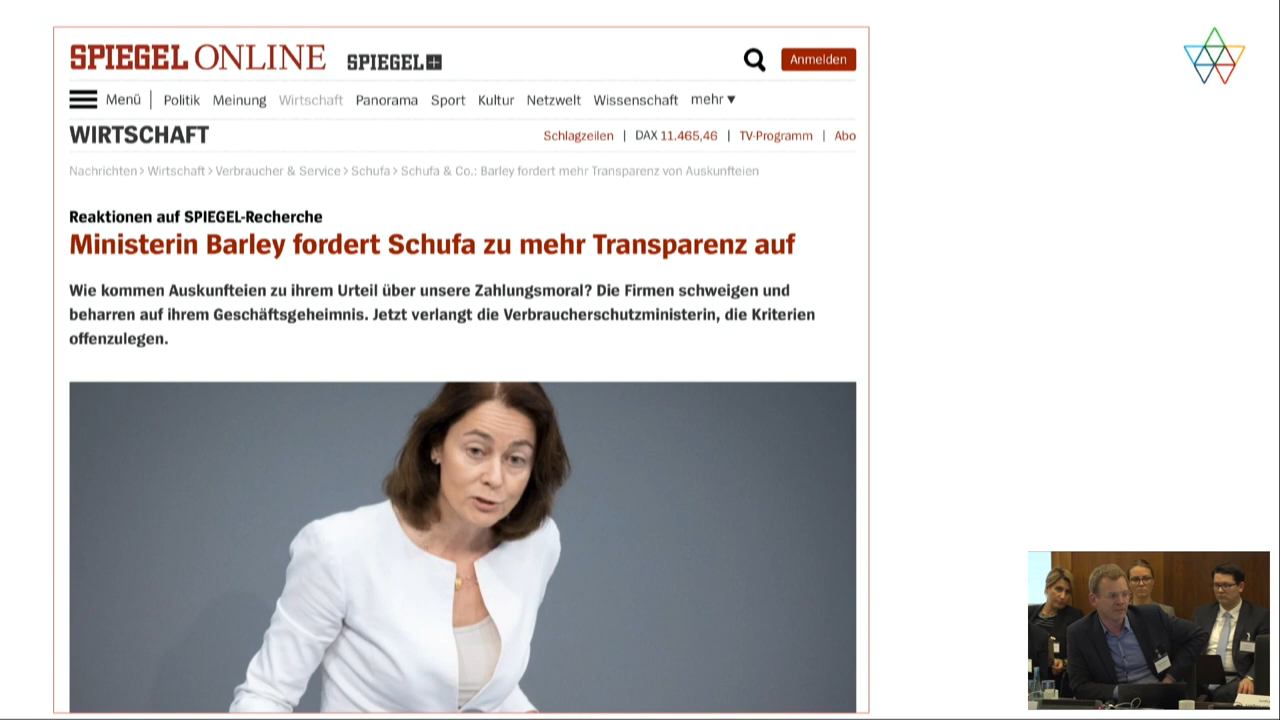 SPIEGEL ONLINE SPIEGEL+ Anmelden
Menü | Politik Meinung Wirtschaft Panorama Sport Kultur Netzwelt Wissenschaft mehr ▼
WIRTSCHAFT Schlagzeilen | DAX 11.465,46 | TV-Programm | Abo
Nachrichten > Wirtschaft > Verbraucher & Service > Schufa > Schufa & Co.: Barley fordert mehr Transparenz von Auskunfteien
Reaktionen auf SPIEGEL-Recherche
Ministerin Barley fordert Schufa zu mehr Transparenz auf
Wie kommen Auskunfteien zu ihrem Urteil über unsere Zahlungsmoral? Die Firmen schweigen und
beharren auf ihrem Geschäftsgeheimnis. Jetzt verlangt die Verbraucherschutzministerin, die Kriterien
offenzulegen.